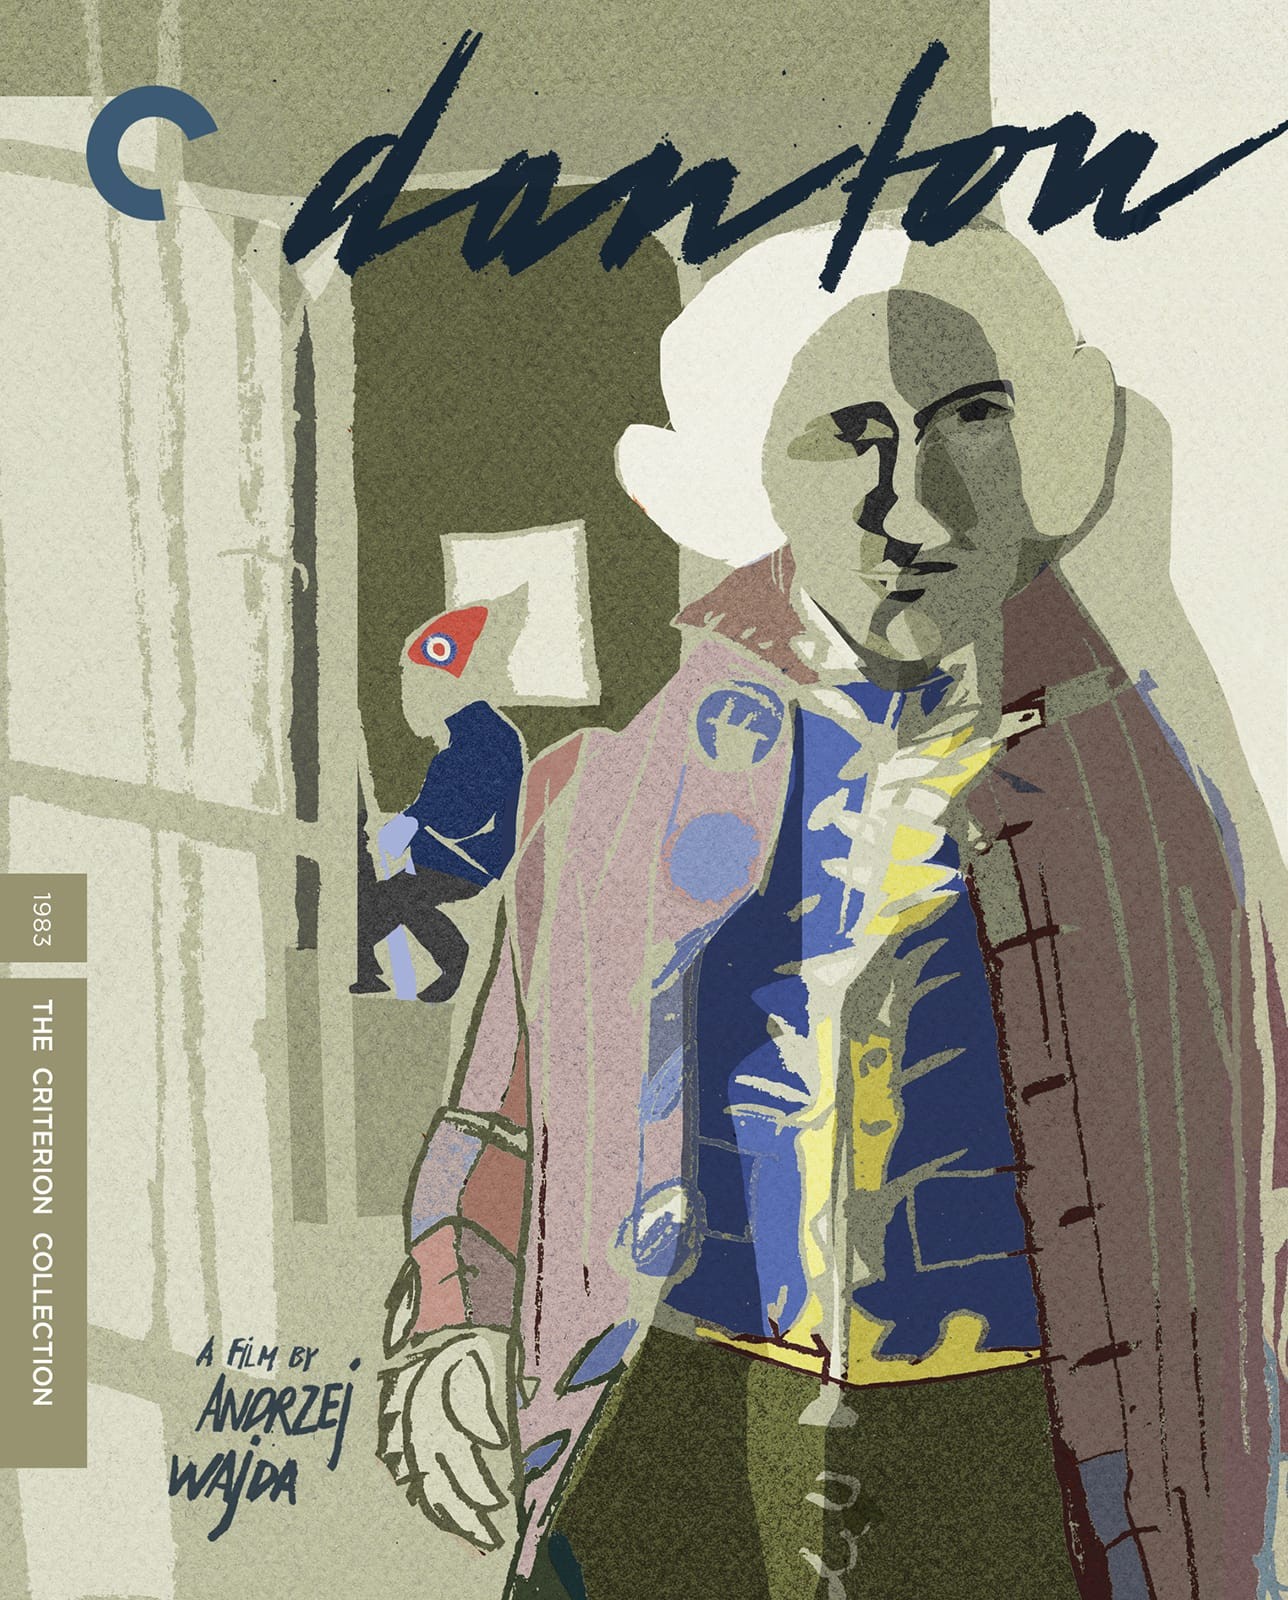 danton
1983
THE CRITERION COLLECTION
A FILM BY
ANDRZEJ
WAJDA